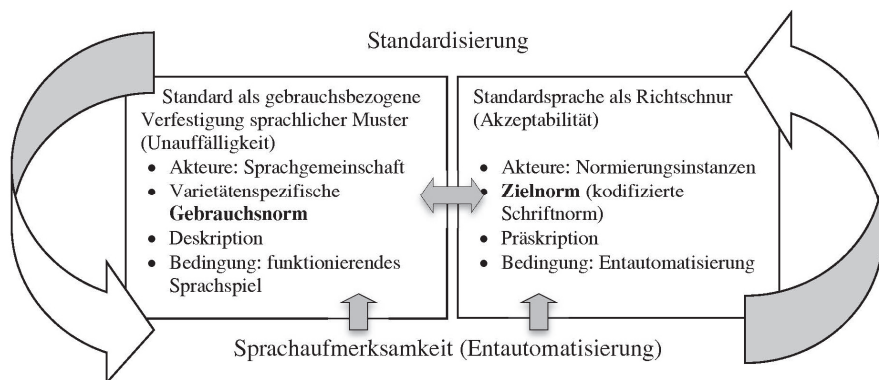 Standardisierung
Standard als gebrauchsbezogene
Verfestigung sprachlicher Muster
(Unauffälligkeit)
• Akteure: Sprachgemeinschaft
• Varietätenspezifische
Gebrauchsnorm
• Deskription
• Bedingung: funktionierendes
Sprachspiel
Standardsprache als Richtschnur
(Akzeptabilität)
• Akteure: Normierungsinstanzen
• Zielnorm (kodifizierte
Schriftnorm)
• Präskription
• Bedingung: Entautomatisierung
Sprachaufmerksamkeit (Entautomatisierung)